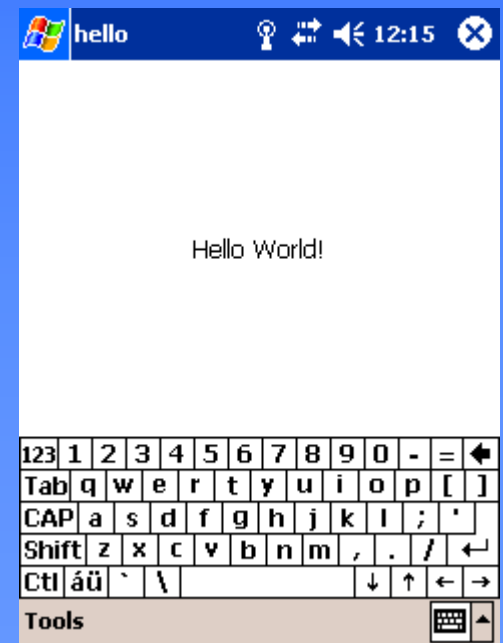 hello 12:15
Hello World!
123 1 2 3 4 5 6 7 8 9 0 - = ←
Tab q w e r t y u i o p [ ]
CAP a s d f g h j k l ; '
Shift z x c v b n m , . / ↵
Ctl áü ` \ ↓ ↑ ← →
Tools